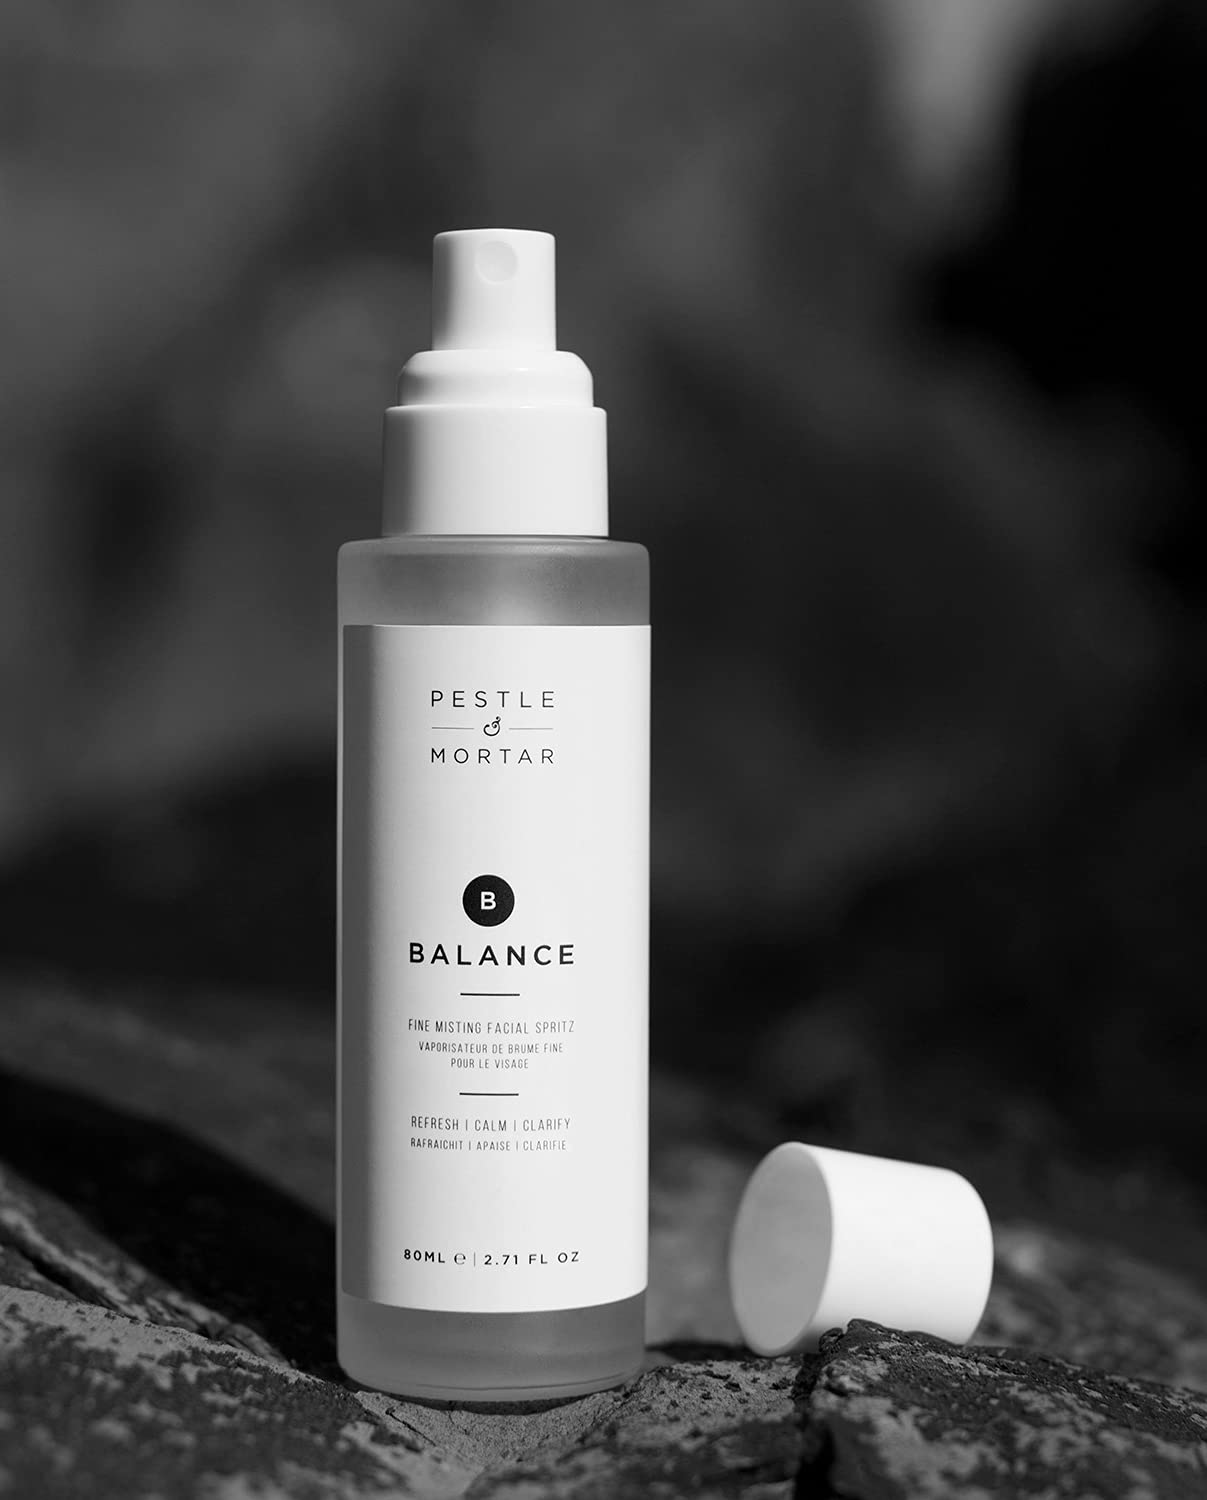 PESTLE
&
MORTAR
B
BALANCE
FINE MISTING FACIAL SPRITZ
VAPORISATEUR DE BRUME FINE
POUR LE VISAGE
REFRESH | CALM | CLARIFY
RAFRAICHIT | APAISE | CLARIFIE
80ML ℮ | 2.71 FL OZ